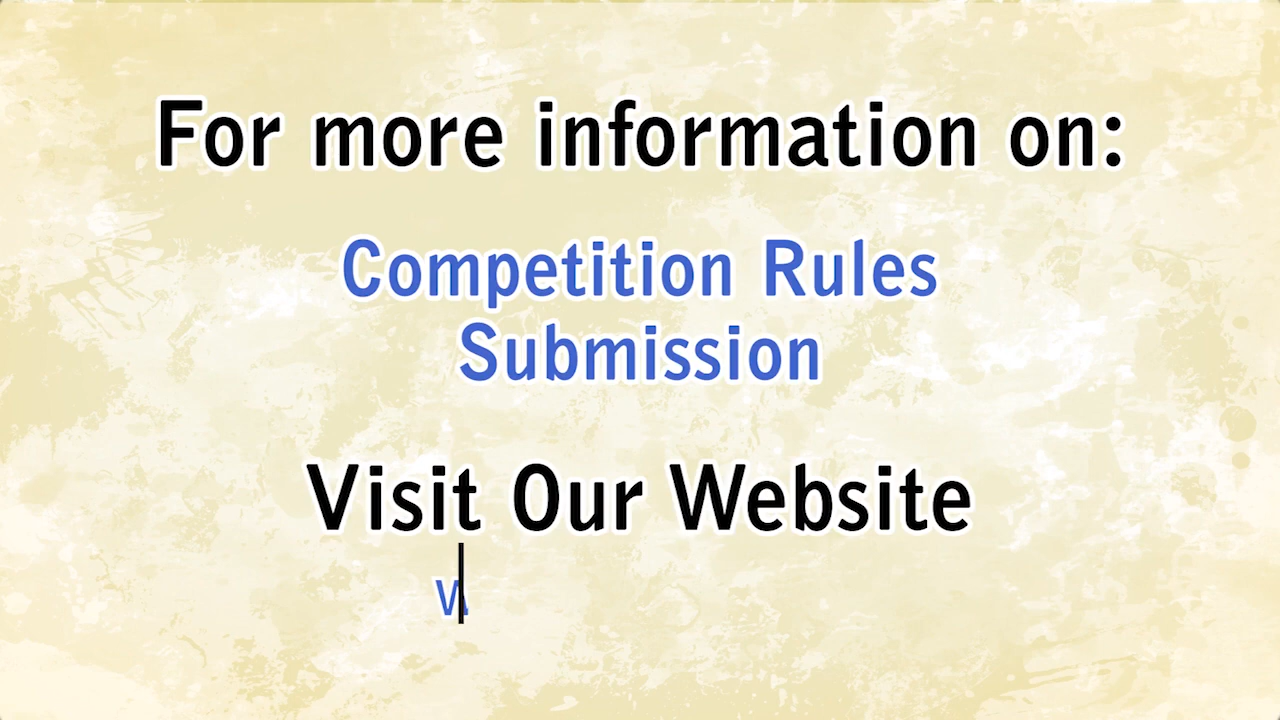 For more information on:
Competition Rules
Submission
Visit Our Website